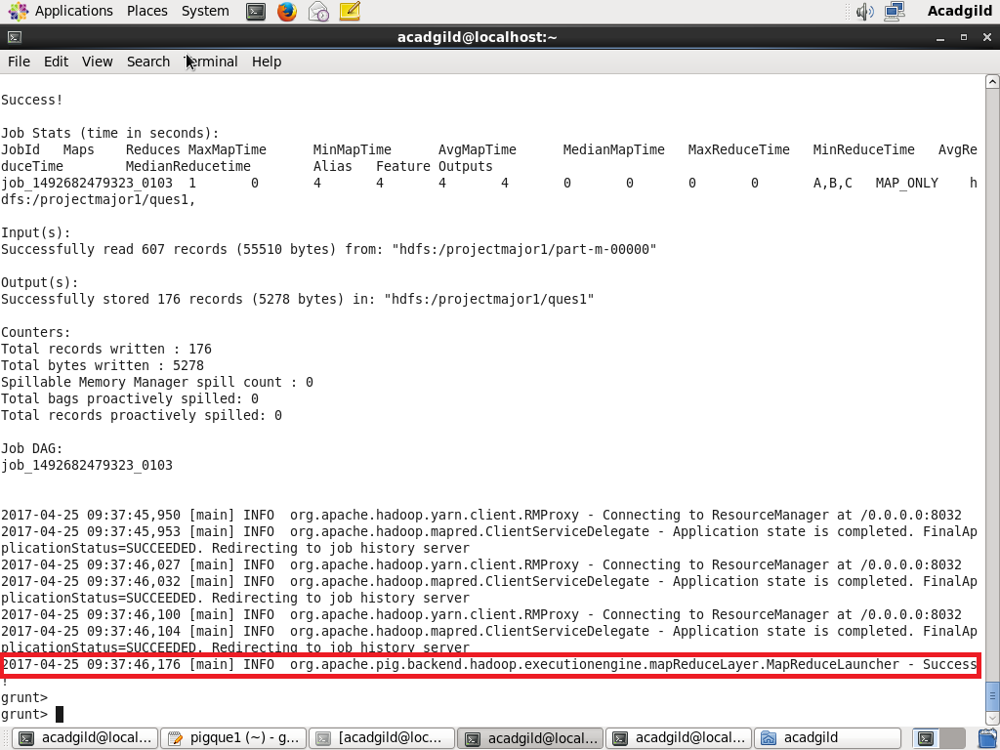 Applications Places System Acadgild
acadgild@localhost:~
File Edit View Search Terminal Help
Success!
Job Stats (time in seconds):
JobId Maps Reduces MaxMapTime MinMapTime AvgMapTime MedianMapTime MaxReduceTime MinReduceTime AvgRe
duceTime MedianReducetime Alias Feature Outputs
job_1492682479323_0103 1 0 4 4 4 4 0 0 0 0 A,B,C MAP_ONLY h
dfs:/projectmajor1/ques1,
Input(s):
Successfully read 607 records (55510 bytes) from: "hdfs:/projectmajor1/part-m-00000"
Output(s):
Successfully stored 176 records (5278 bytes) in: "hdfs:/projectmajor1/ques1"
Counters:
Total records written : 176
Total bytes written : 5278
Spillable Memory Manager spill count : 0
Total bags proactively spilled: 0
Total records proactively spilled: 0
Job DAG:
job_1492682479323_0103
2017-04-25 09:37:45,950 [main] INFO org.apache.hadoop.yarn.client.RMProxy - Connecting to ResourceManager at /0.0.0.0:8032
2017-04-25 09:37:45,953 [main] INFO org.apache.hadoop.mapred.ClientServiceDelegate - Application state is completed. FinalAp
plicationStatus=SUCCEEDED. Redirecting to job history server
2017-04-25 09:37:46,027 [main] INFO org.apache.hadoop.yarn.client.RMProxy - Connecting to ResourceManager at /0.0.0.0:8032
2017-04-25 09:37:46,032 [main] INFO org.apache.hadoop.mapred.ClientServiceDelegate - Application state is completed. FinalAp
plicationStatus=SUCCEEDED. Redirecting to job history server
2017-04-25 09:37:46,100 [main] INFO org.apache.hadoop.yarn.client.RMProxy - Connecting to ResourceManager at /0.0.0.0:8032
2017-04-25 09:37:46,104 [main] INFO org.apache.hadoop.mapred.ClientServiceDelegate - Application state is completed. FinalAp
plicationStatus=SUCCEEDED. Redirecting to job history server
2017-04-25 09:37:46,176 [main] INFO org.apache.pig.backend.hadoop.executionengine.mapReduceLayer.MapReduceLauncher - Success
!
grunt>
grunt>
acadgild@local... pigque1 (~) - g... [acadgild@loc... acadgild@local... acadgild@local... acadgild